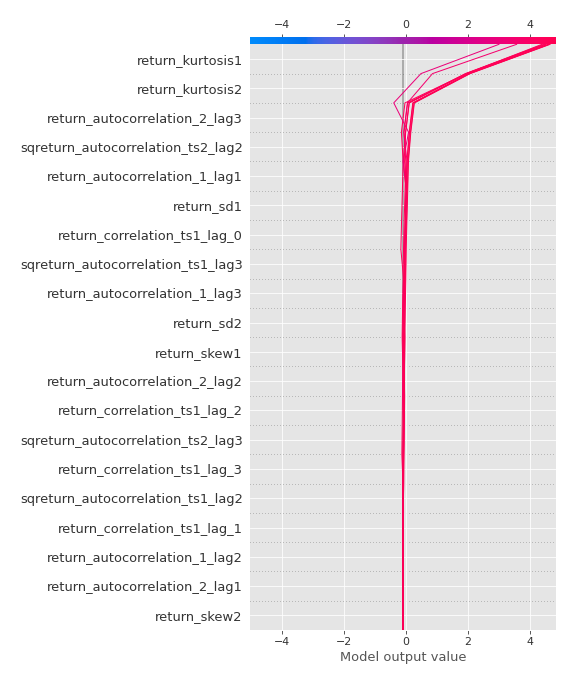 −4 −2 0 2 4
return_kurtosis1
return_kurtosis2
return_autocorrelation_2_lag3
sqreturn_autocorrelation_ts2_lag2
return_autocorrelation_1_lag1
return_sd1
return_correlation_ts1_lag_0
sqreturn_autocorrelation_ts1_lag3
return_autocorrelation_1_lag3
return_sd2
return_skew1
return_autocorrelation_2_lag2
return_correlation_ts1_lag_2
sqreturn_autocorrelation_ts2_lag3
return_correlation_ts1_lag_3
sqreturn_autocorrelation_ts1_lag2
return_correlation_ts1_lag_1
return_autocorrelation_1_lag2
return_autocorrelation_2_lag1
return_skew2
−4 −2 0 2 4
Model output value